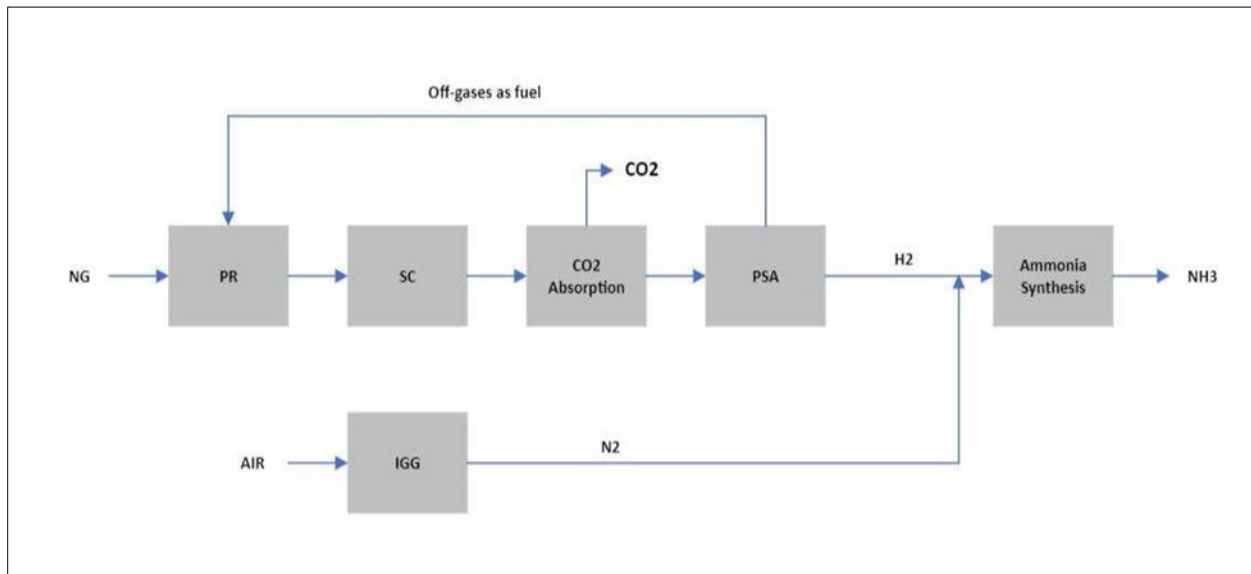 Off-gases as fuel
CO2
NG
PR
SC
CO2
Absorption
PSA
H2
Ammonia
Synthesis
NH3
AIR
IGG
N2